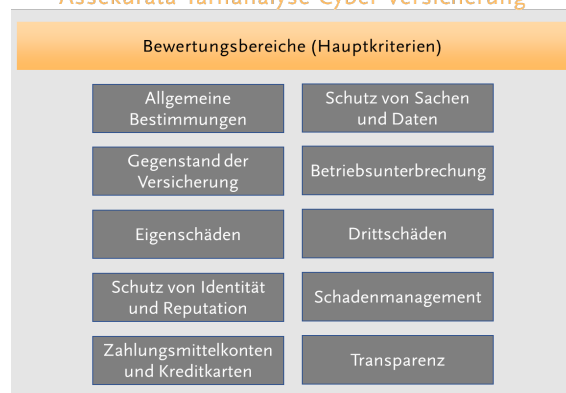 Assekurata Tarifanalyse Cyber-Versicherung
Bewertungsbereiche (Hauptkriterien)
Allgemeine
Bestimmungen
Schutz von Sachen
und Daten
Gegenstand der
Versicherung
Betriebsunterbrechung
Eigenschäden
Drittschäden
Schutz von Identität
und Reputation
Schadenmanagement
Zahlungsmittelkonten
und Kreditkarten
Transparenz